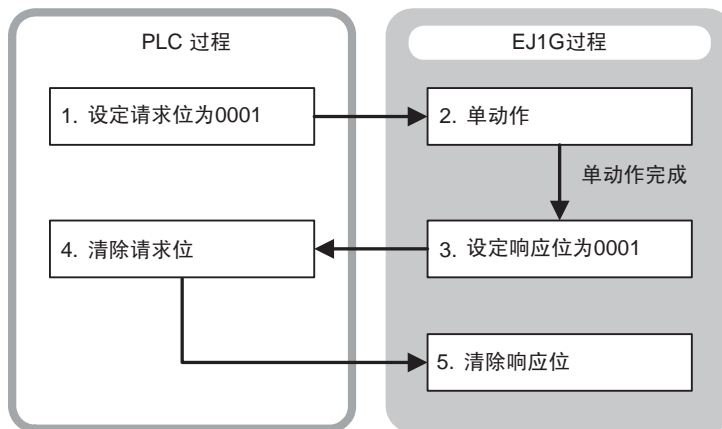 PLC 过程
EJ1G过程
1. 设定请求位为0001
2. 单动作
单动作完成
3. 设定响应位为0001
4. 清除请求位
5. 清除响应位